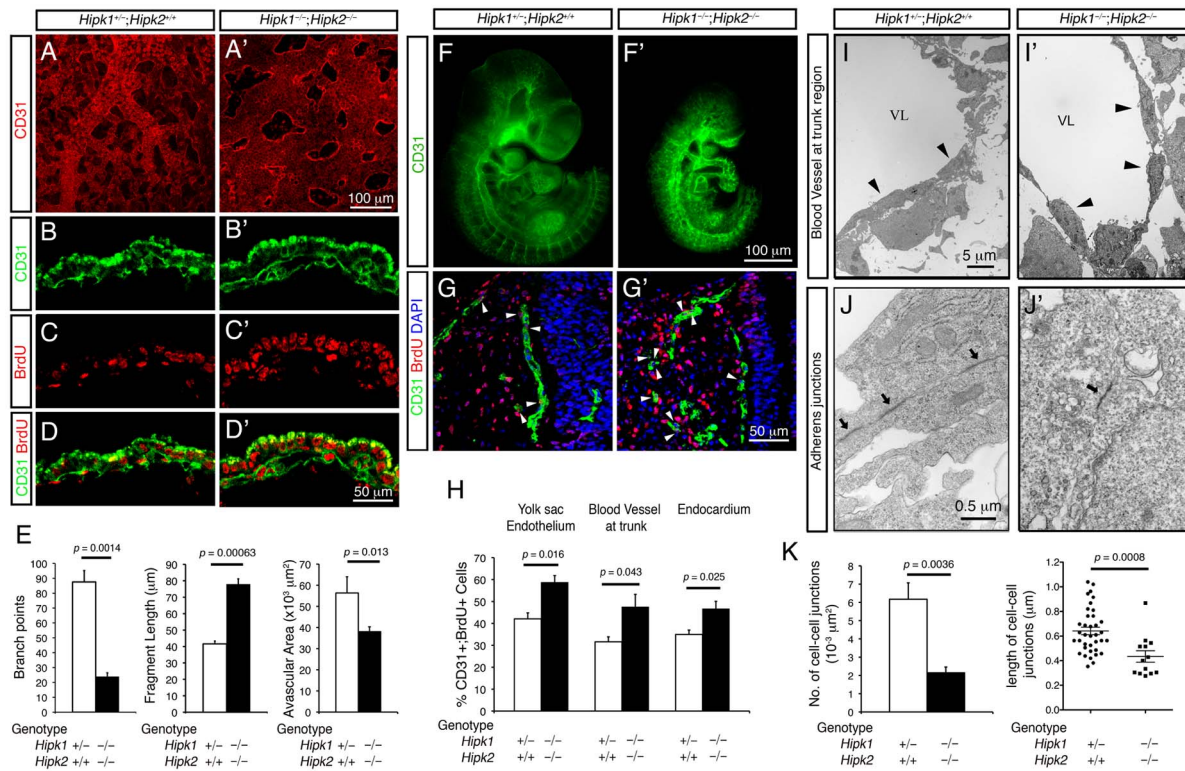 Hipk1+/−;Hipk2+/+
Hipk1−/−;Hipk2−/−
CD31
A
A'
100 μm
CD31
B
B'
BrdU
C
C'
CD31 BrdU
D
D'
50 μm
E
Branch points
100
90
80
70
60
50
40
30
20
10
0
p = 0.0014
Fragment Length (μm)
90
80
70
60
50
40
30
20
10
0
p = 0.00063
Avascular Area (x10³ μm²)
70
60
50
40
30
20
10
0
p = 0.013
Genotype
Hipk1 +/− −/− +/− −/− +/− −/−
Hipk2 +/+ −/− +/+ −/− +/+ −/−
Hipk1+/−;Hipk2+/+
Hipk1−/−;Hipk2−/−
CD31
F
F'
100 μm
CD31 BrdU DAPI
G
G'
50 μm
H
Yolk sac
Endothelium
Blood Vessel
at trunk
Endocardium
% CD31+;BrdU+ Cells
70
60
50
40
30
20
10
0
p = 0.016
p = 0.043
p = 0.025
Genotype
Hipk1 +/− −/− +/− −/− +/− −/−
Hipk2 +/+ −/− +/+ −/− +/+ −/−
Hipk1+/−;Hipk2+/+
Hipk1−/−;Hipk2−/−
Blood Vessel at trunk region
I
VL
5 μm
I'
VL
Adherens junctions
J
0.5 μm
J'
K
No. of cell-cell junctions
(10⁻³ μm²)
8
7
6
5
4
3
2
1
0
p = 0.0036
Genotype
Hipk1 +/− −/−
Hipk2 +/+ −/−
length of cell-cell
junctions (μm)
1.2
1.0
0.8
0.6
0.4
0.2
0.0
p = 0.0008
Genotype
Hipk1 +/− −/−
Hipk2 +/+ −/−